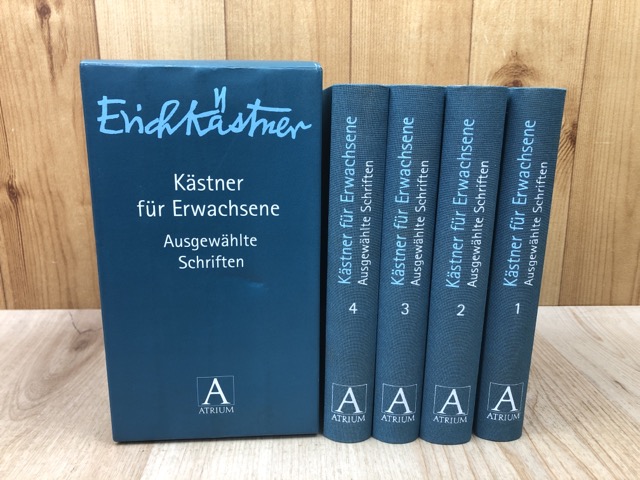 Erich Kästner
Kästner
für Erwachsene
Ausgewählte
Schriften
A
ATRIUM
Kästner für Erwachsene
Ausgewählte Schriften
4
A
ATRIUM
Kästner für Erwachsene
Ausgewählte Schriften
3
A
ATRIUM
Kästner für Erwachsene
Ausgewählte Schriften
2
A
ATRIUM
Kästner für Erwachsene
Ausgewählte Schriften
1
A
ATRIUM